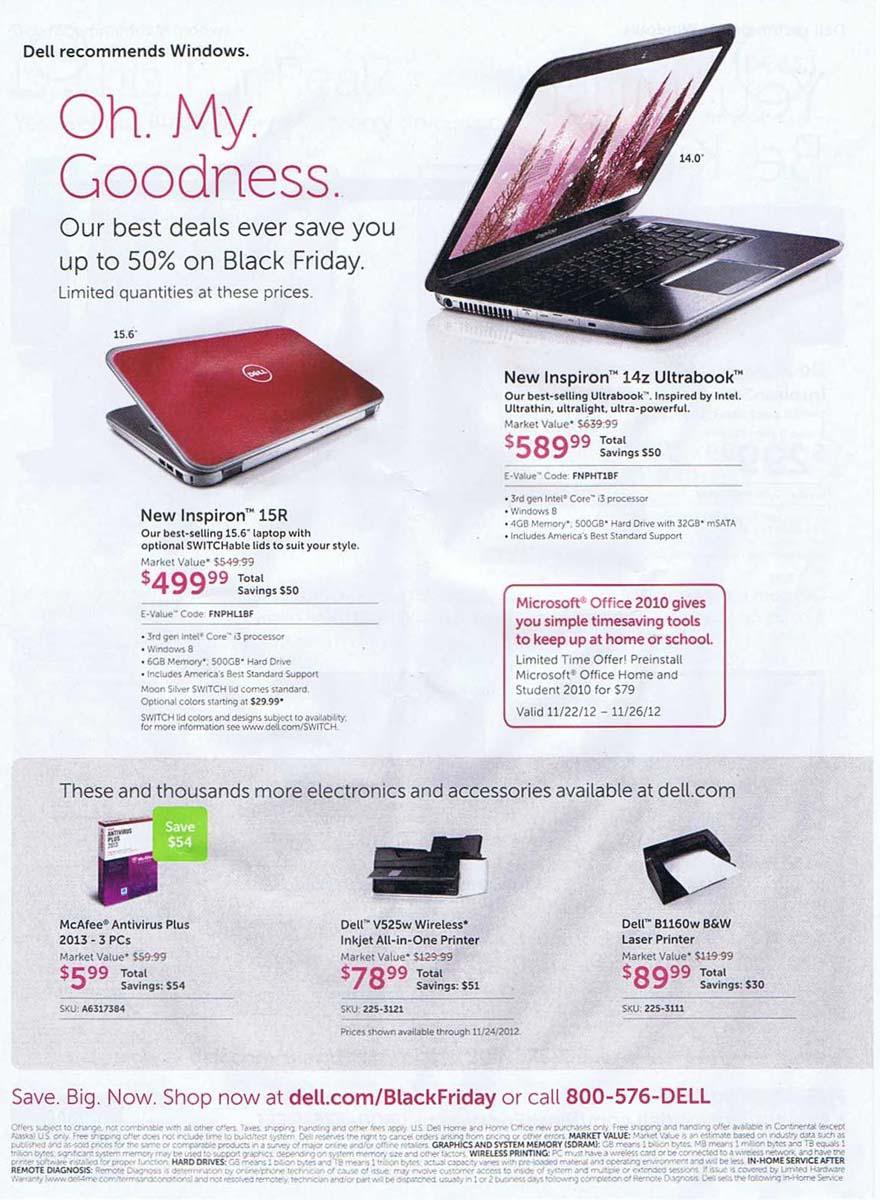 Dell recommends Windows.
Oh. My.
Goodness.
Our best deals ever save you
up to 50% on Black Friday.
Limited quantities at these prices.
14.0"
15.6"
DELL
New Inspiron™ 15R
Our best-selling 15.6" laptop with
optional SWITCHable lids to suit your style.
Market Value* $549.99
$499.99 Total
Savings $50
E-Value™ Code: FNPHL1BF
• 3rd gen Intel® Core™ i3 processor
• Windows 8
• 6GB Memory*; 500GB* Hard Drive
• Includes America's Best Standard Support
Moon Silver SWITCH lid comes standard.
Optional colors starting at $29.99*
SWITCH lid colors and designs subject to availability;
for more information see www.dell.com/SWITCH.
New Inspiron™ 14z Ultrabook™
Our best-selling Ultrabook™. Inspired by Intel.
Ultrathin, ultralight, ultra-powerful.
Market Value* $639.99
$589.99 Total
Savings $50
E-Value™ Code: FNPHT1BF
• 3rd gen Intel® Core™ i3 processor
• Windows 8
• 4GB Memory*; 500GB* Hard Drive with 32GB* mSATA
• Includes America's Best Standard Support
Microsoft® Office 2010 gives
you simple timesaving tools
to keep up at home or school.
Limited Time Offer! Preinstall
Microsoft® Office Home and
Student 2010 for $79
Valid 11/22/12 – 11/26/12
These and thousands more electronics and accessories available at dell.com
ANTIVIRUS
PLUS
2013
Save
$54
McAfee® Antivirus Plus
2013 - 3 PCs
Market Value* $59.99
$5.99 Total
Savings: $54
SKU: A6317384
Dell™ V525w Wireless*
Inkjet All-in-One Printer
Market Value* $129.99
$78.99 Total
Savings: $51
SKU: 225-3121
Prices shown available through 11/24/2012.
Dell™ B1160w B&W
Laser Printer
Market Value* $119.99
$89.99 Total
Savings: $30
SKU: 225-3111
Save. Big. Now. Shop now at dell.com/BlackFriday or call 800-576-DELL
Offers subject to change, not combinable with all other offers. Taxes, shipping, handling and other fees apply. U.S. Dell Home and Home Office new purchases only. Free shipping and handling offer available in Continental (except
Alaska) U.S. only. Free shipping offer does not include time to build/test system. Dell reserves the right to cancel orders arising from pricing or other errors. MARKET VALUE: Market Value is an estimate based on industry data such as
published and as-sold prices for the same or comparable products in a survey of major online and/or offline retailers. GRAPHICS AND SYSTEM MEMORY (SDRAM): GB means 1 billion bytes, MB means 1 million bytes and TB equals 1
trillion bytes; significant system memory may be used to support graphics, depending on system memory size and other factors. WIRELESS PRINTING: PC must have a wireless card or be connected to a wireless network, and have the
printer software installed for proper function. HARD DRIVES: GB means 1 billion bytes and TB means 1 trillion bytes; actual capacity varies with pre-loaded material and operating environment and will be less. IN-HOME SERVICE AFTER
REMOTE DIAGNOSIS: Remote Diagnosis is determination by online/phone technician of cause of issue; may involve customer access to inside of system and multiple or extended sessions. If issue is covered by Limited Hardware
Warranty (www.dell4me.com/termsandconditions) and not resolved remotely, technician and/or part will be dispatched, usually in 1 or 2 business days following completion of Remote Diagnosis. Dell sells the following In-Home Service